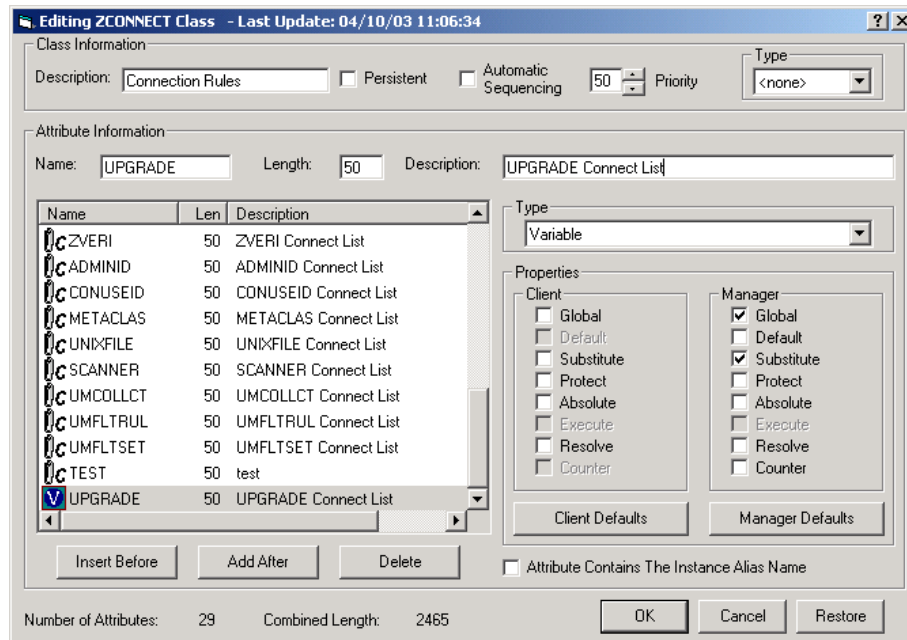 Editing ZCONNECT Class - Last Update: 04/10/03 11:06:34
Class Information
Description: Connection Rules Persistent Automatic Sequencing 50 Priority
Type
<none>
Attribute Information
Name: UPGRADE Length: 50 Description: UPGRADE Connect List
Name Len Description
ZVERI 50 ZVERI Connect List
ADMINID 50 ADMINID Connect List
CONUSEID 50 CONUSEID Connect List
METACLAS 50 METACLAS Connect List
UNIXFILE 50 UNIXFILE Connect List
SCANNER 50 SCANNER Connect List
UMCOLLCT 50 UMCOLLCT Connect List
UMFLTRUL 50 UMFLTRUL Connect List
UMFLTSET 50 UMFLTSET Connect List
TEST 50 test
V UPGRADE 50 UPGRADE Connect List
Insert Before Add After Delete
Type
Variable
Properties
Client
Global
Default
Substitute
Protect
Absolute
Execute
Resolve
Counter
Client Defaults
Manager
Global
Default
Substitute
Protect
Absolute
Execute
Resolve
Counter
Manager Defaults
Attribute Contains The Instance Alias Name
Number of Attributes: 29 Combined Length: 2465
OK Cancel Restore